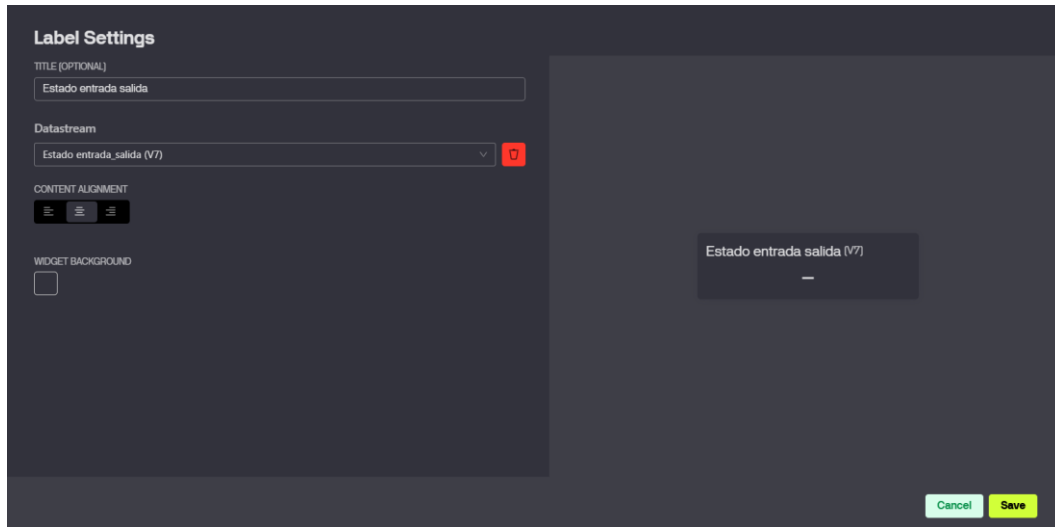 Label Settings
TITLE (OPTIONAL)
Estado entrada salida
Datastream
Estado entrada_salida (V7)
CONTENT ALIGNMENT
WIDGET BACKGROUND
Estado entrada salida (V7)
—
Cancel
Save